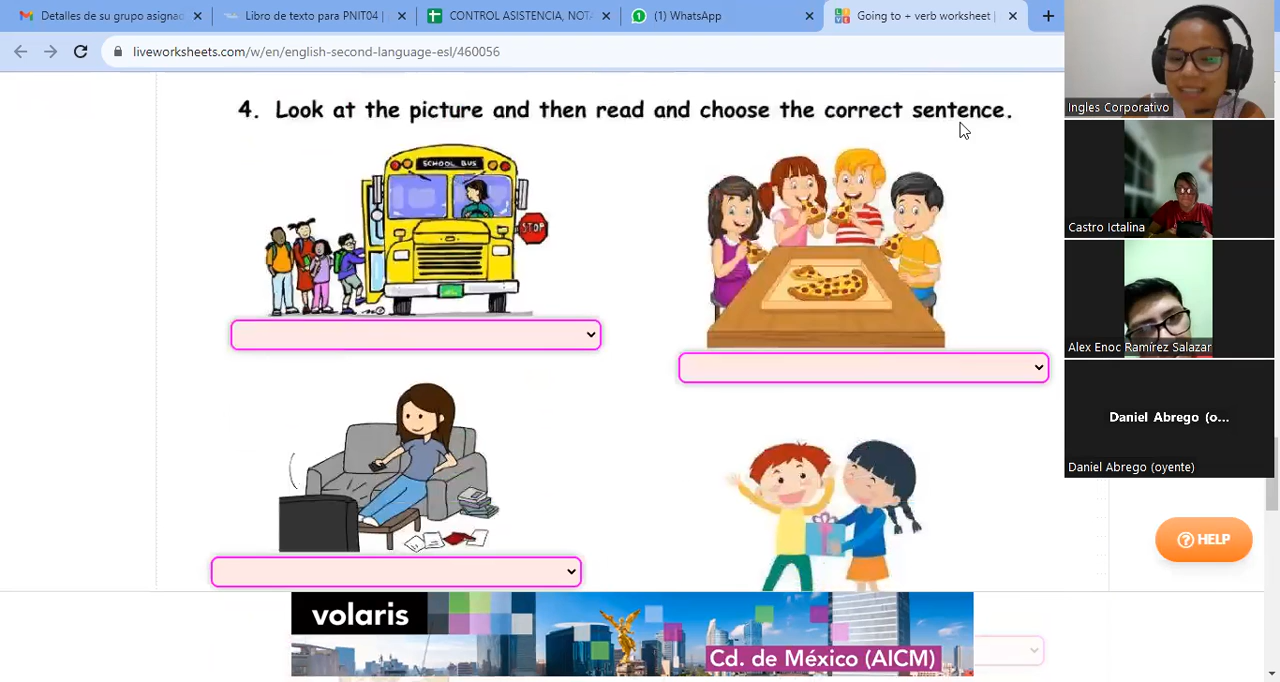 Detalles de su grupo asignac
Libro de texto para PNIT04 |
CONTROL ASISTENCIA, NOTA
(1) WhatsApp
Going to + verb worksheet |
liveworksheets.com/w/en/english-second-language-esl/460056
4. Look at the picture and then read and choose the correct sentence.
SCHOOL BUS
STOP
Ingles Corporativo
Castro Ictalina
Alex Enoc Ramírez Salazar
Daniel Abrego (o...
Daniel Abrego (oyente)
HELP
volaris
Cd. de México (AICM)